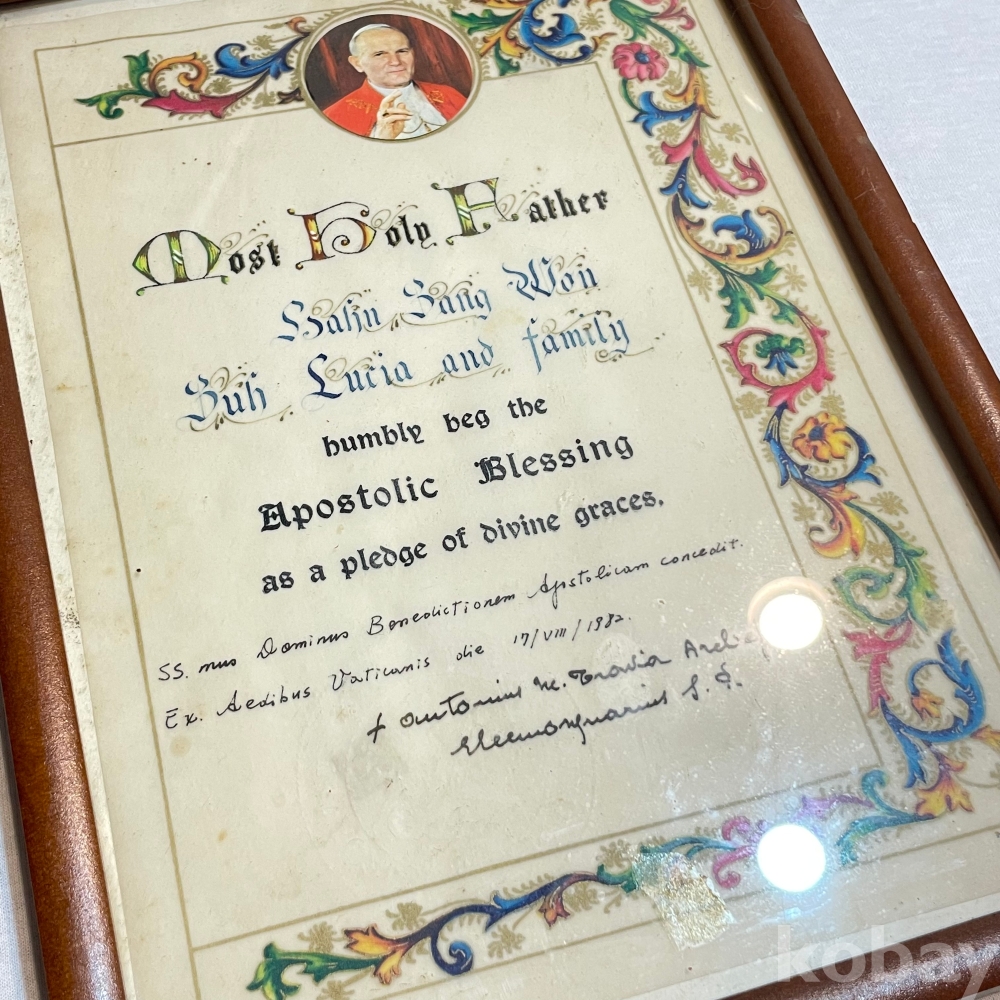 Most Holy Father
Hahn Sang Won
Suh Lucia and family
humbly beg the
Apostolic Blessing
as a pledge of divine graces.
SS. mus Dominus Benedictionem Apostolicam concedit.
Ex. Aedibus Vaticanis die 17/VIII/1982.
† Antonius M. Travia
Eleemosynarius S. S.
kobay